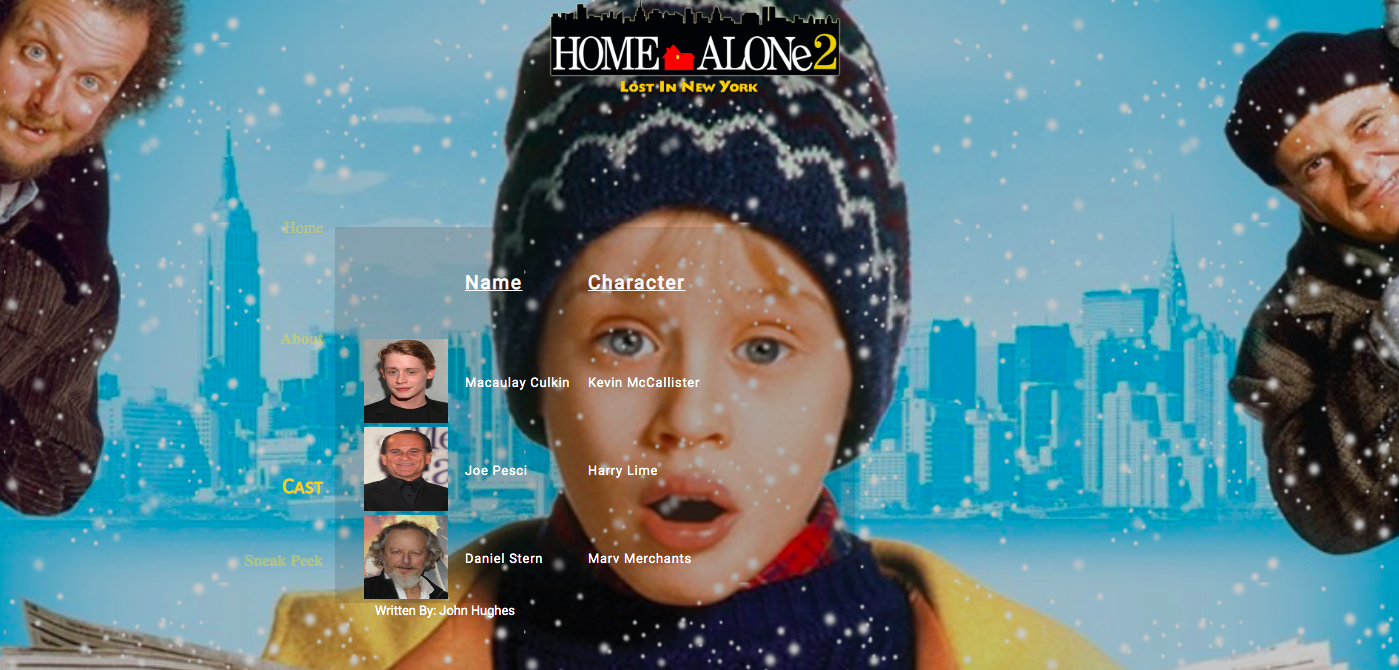 HOME ALONe 2
Lost In New York
Home
Name Character
About
Macaulay Culkin Kevin McCallister
Joe Pesci Harry Lime
Cast
Daniel Stern Marv Merchants
Sneak Peek
Written By: John Hughes